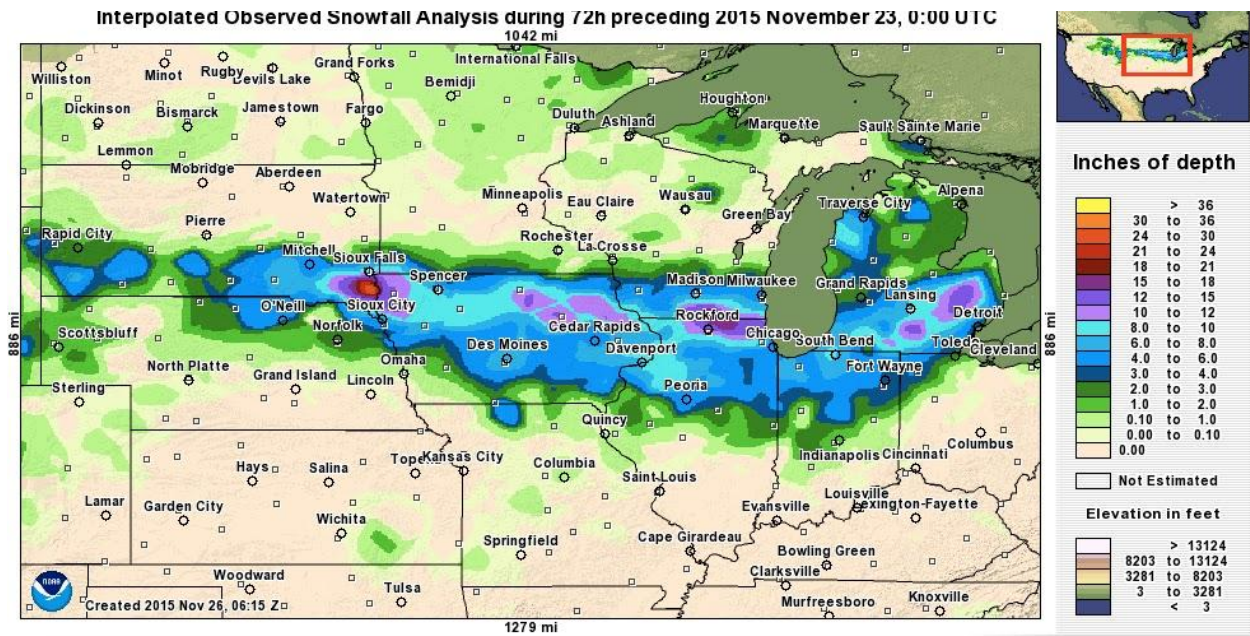 Interpolated Observed Snowfall Analysis during 72h preceding 2015 November 23, 0:00 UTC
1042 mi
International Falls
Williston
Minot
Rugby
Devils Lake
Grand Forks
Bemidji
Dickinson
Bismarck
Jamestown
Fargo
Duluth
Ashland
Houghton
Marquette
Sault Sainte Marie
Lemmon
Mobridge
Aberdeen
Watertown
Minneapolis
Eau Claire
Wausau
Green Bay
Traverse City
Alpena
Rapid City
Pierre
Mitchell
Sioux Falls
Rochester
La Crosse
Spencer
Madison
Milwaukee
Grand Rapids
Lansing
O'Neill
Sioux City
Norfolk
Cedar Rapids
Rockford
Detroit
886 mi
Scottsbluff
Des Moines
Davenport
Chicago
South Bend
Toledo
Cleveland
886 mi
North Platte
Omaha
Fort Wayne
Sterling
Grand Island
Lincoln
Peoria
Quincy
Columbus
Hays
Salina
Kansas City
Columbia
Indianapolis
Cincinnati
Saint Louis
Lamar
Garden City
Wichita
Evansville
Louisville
Lexington-Fayette
Springfield
Cape Girardeau
Bowling Green
Woodward
Clarksville
Tulsa
Murfreesboro
Knoxville
NOAA
Created 2015 Nov 26, 06:15 Z
1279 mi
Inches of depth
> 36
30 to 36
24 to 30
21 to 24
18 to 21
15 to 18
12 to 15
10 to 12
8.0 to 10
6.0 to 8.0
4.0 to 6.0
3.0 to 4.0
2.0 to 3.0
1.0 to 2.0
0.10 to 1.0
0.00 to 0.10
0.00
Not Estimated
Elevation in feet
> 13124
8203 to 13124
3281 to 8203
3 to 3281
< 3